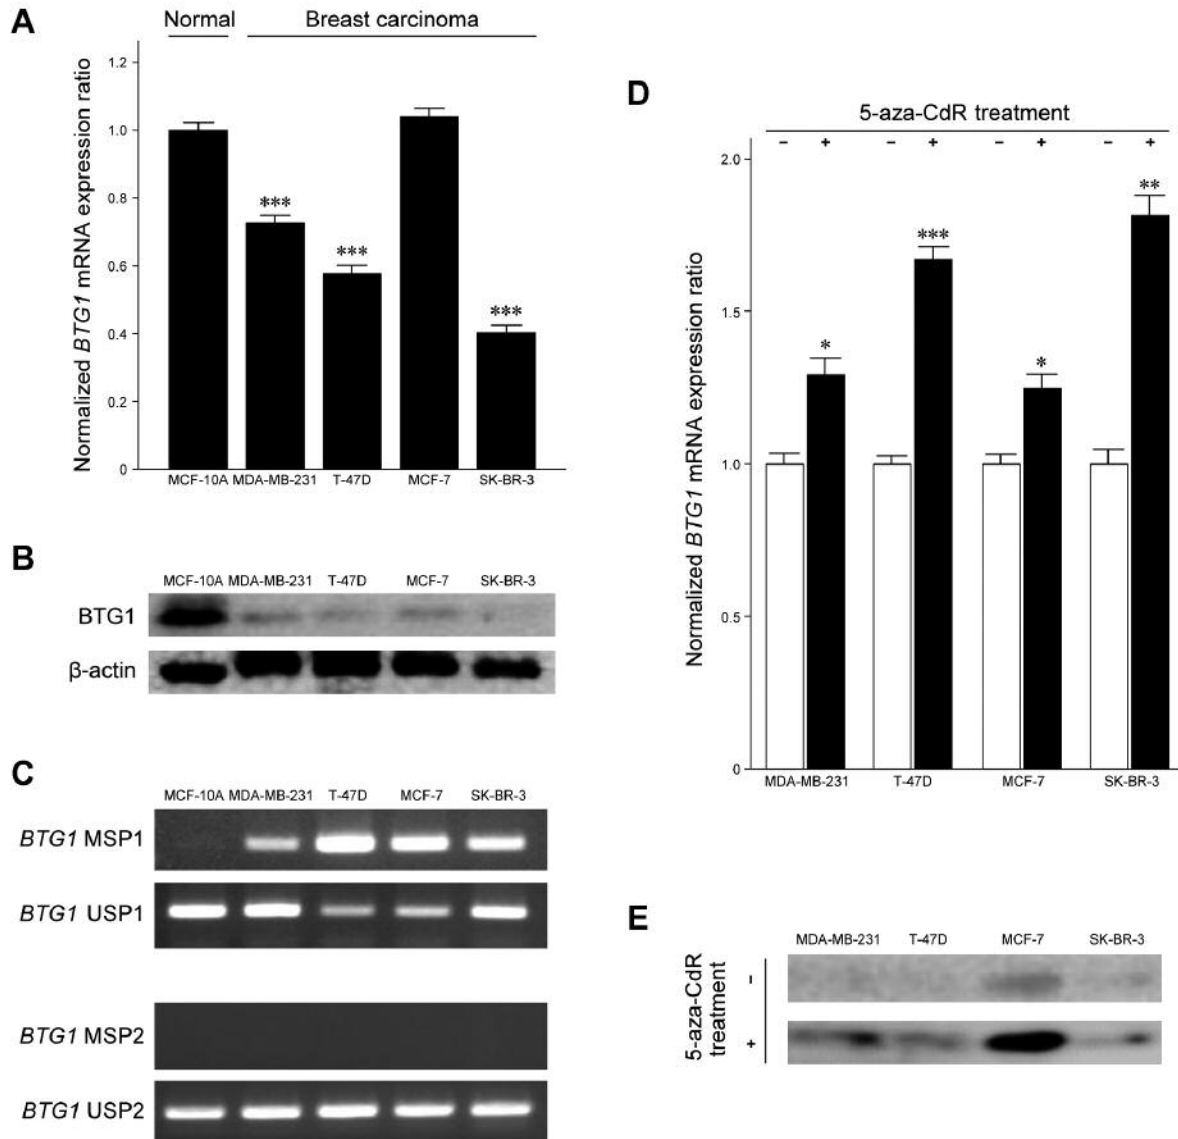 A
Normal Breast carcinoma
Normalized BTG1 mRNA expression ratio
1.2
1.0
0.8
0.6
0.4
0.2
0
***
***
***
MCF-10A MDA-MB-231 T-47D MCF-7 SK-BR-3
B
MCF-10A MDA-MB-231 T-47D MCF-7 SK-BR-3
BTG1
β-actin
C
MCF-10A MDA-MB-231 T-47D MCF-7 SK-BR-3
BTG1 MSP1
BTG1 USP1
BTG1 MSP2
BTG1 USP2
D
5-aza-CdR treatment
– + – + – + – +
Normalized BTG1 mRNA expression ratio
2.0
1.5
1.0
0.5
0
*
***
*
**
MDA-MB-231 T-47D MCF-7 SK-BR-3
E
MDA-MB-231 T-47D MCF-7 SK-BR-3
5-aza-CdR
treatment
–
+